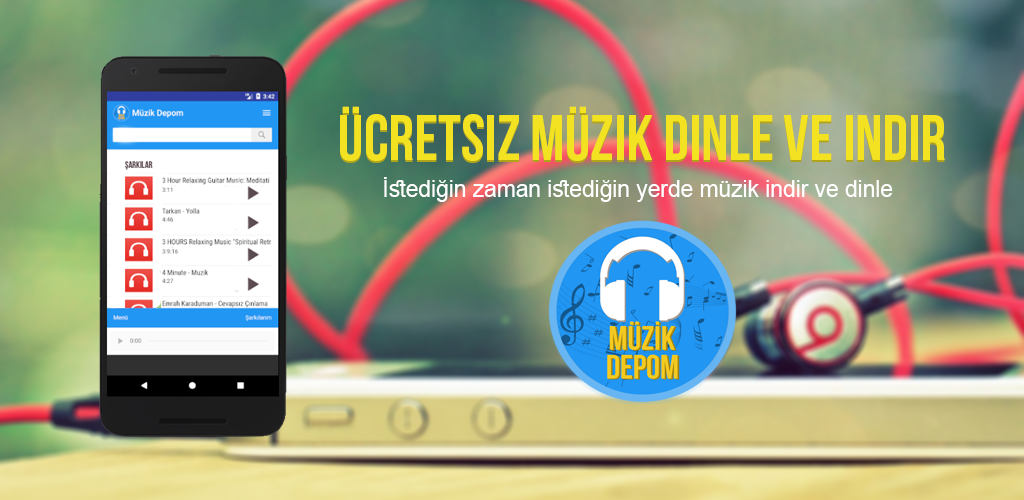 ÜCRETSIZ MÜZIK DINLE VE INDIR
İstediğin zaman istediğin yerde müzik indir ve dinle
MÜZİK
DEPOM
3:42
Müzik Depom
ŞARKILAR
3 Hour Relaxing Guitar Music: Meditati
3:11
Tarkan - Yolla
4:46
3 HOURS Relaxing Music "Spiritual Retr
3:9:16
4 Minute - Muzik
4:27
Emrah Karaduman - Cevapsız Çınlama
Menü
Şarkılarım
0:00